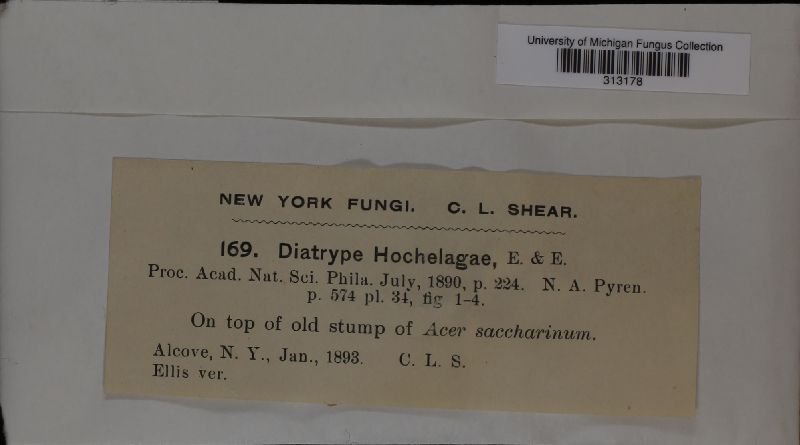 University of Michigan Fungus Collection
313178
NEW YORK FUNGI. C. L. SHEAR.
169. Diatrype Hochelagae, E. & E.
Proc. Acad. Nat. Sci. Phila. July, 1890, p. 224. N. A. Pyren.
p. 574 pl. 34, fig 1-4.
On top of old stump of Acer saccharinum.
Alcove, N. Y., Jan., 1893. C. L. S.
Ellis ver.